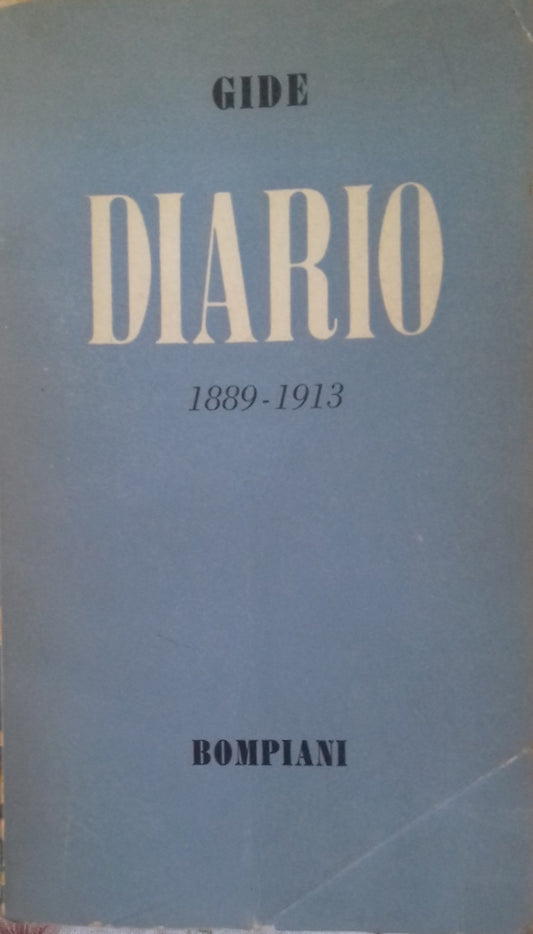 GIDE
DIARIO
1889-1913
BOMPIANI